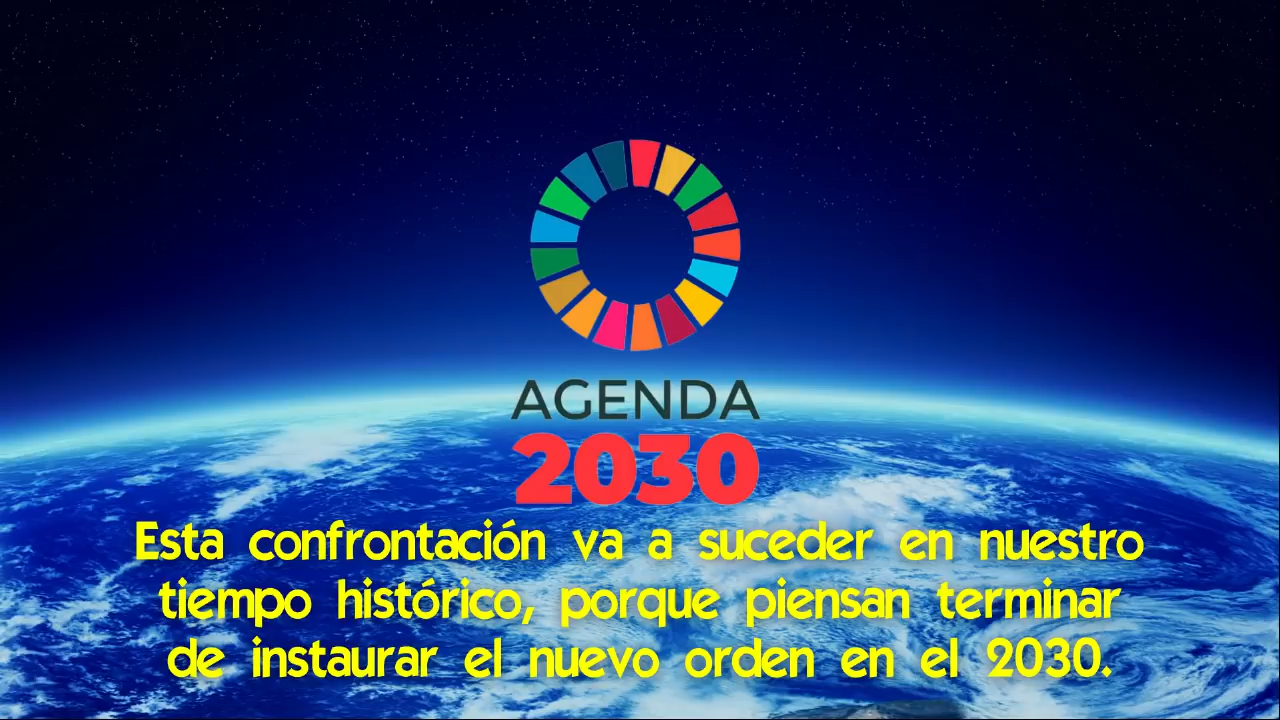 AGENDA
2030
Esta confrontación va a suceder en nuestro
tiempo histórico, porque piensan terminar
de instaurar el nuevo orden en el 2030.